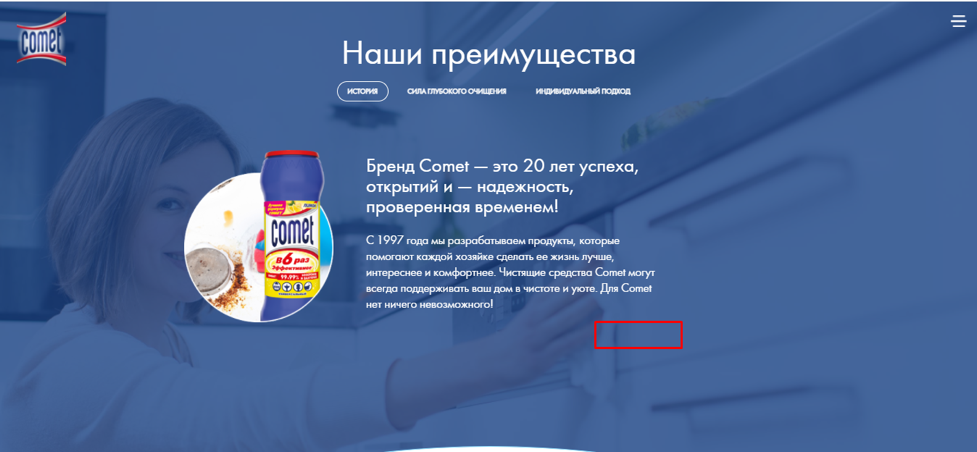 comet
Наши преимущества
ИСТОРИЯ
СИЛА ГЛУБОКОГО ОЧИЩЕНИЯ
ИНДИВИДУАЛЬНЫЙ ПОДХОД
Бренд Comet — это 20 лет успеха,
открытий и — надежность,
проверенная временем!
С 1997 года мы разрабатываем продукты, которые
помогают каждой хозяйке сделать ее жизнь лучше,
интереснее и комфортнее. Чистящие средства Comet могут
всегда поддерживать ваш дом в чистоте и уюте. Для Comet
нет ничего невозможного!
comet
В 6 раз
эффективнее
99.99%